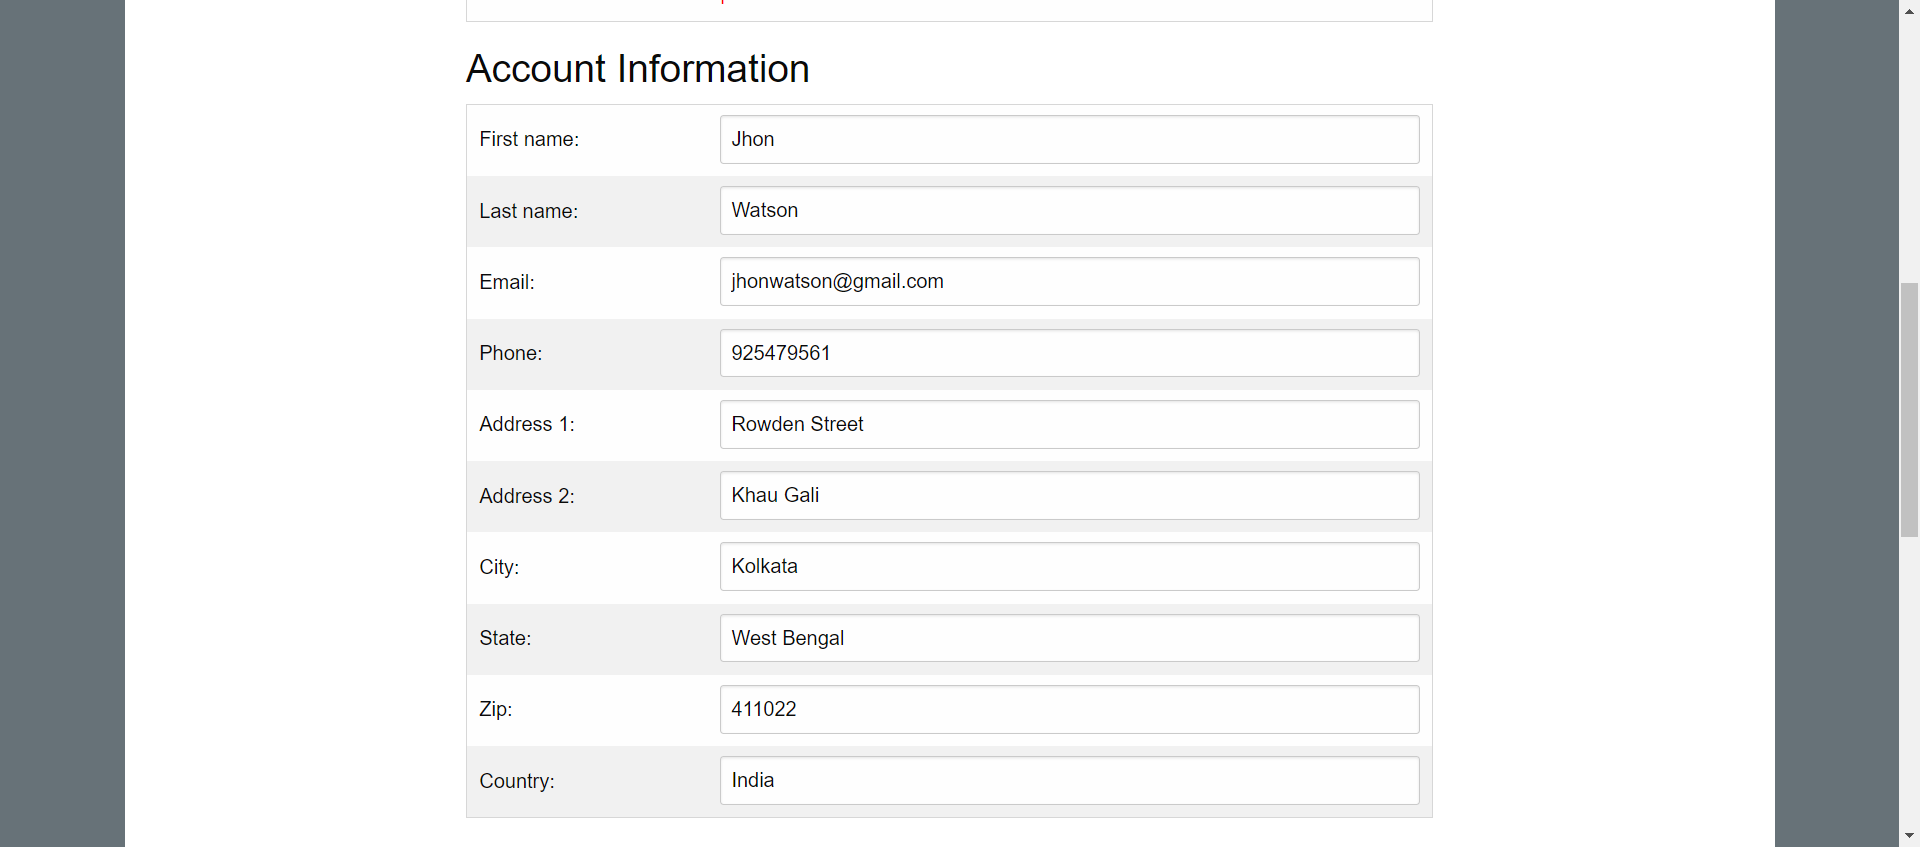 Account Information
First name: Jhon
Last name: Watson
Email: jhonwatson@gmail.com
Phone: 925479561
Address 1: Rowden Street
Address 2: Khau Gali
City: Kolkata
State: West Bengal
Zip: 411022
Country: India